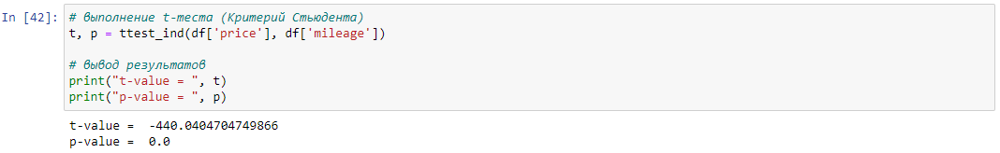 In [42]:
# выполнение t-теста (Критерий Стьюдента)
t, p = ttest_ind(df['price'], df['mileage'])
# вывод результатов
print("t-value = ", t)
print("p-value = ", p)
t-value =  -440.0404704749866
p-value =  0.0